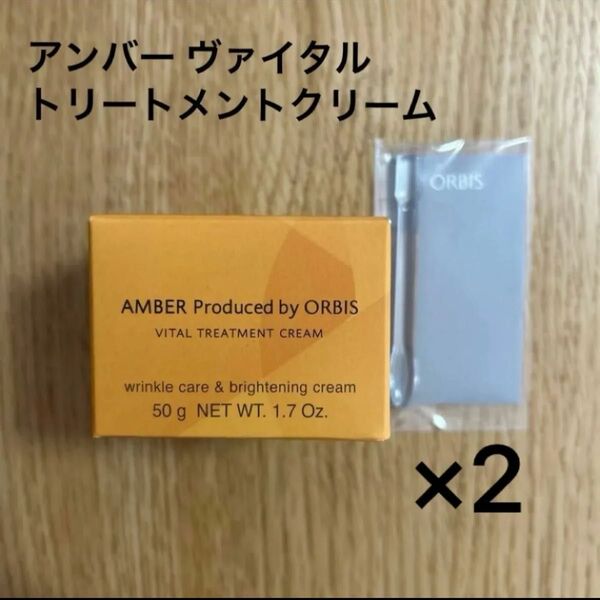 アンバー ヴァイタル
トリートメントクリーム
ORBIS
AMBER Produced by ORBIS
VITAL TREATMENT CREAM
wrinkle care & brightening cream
50 g NET WT. 1.7 Oz.
×2